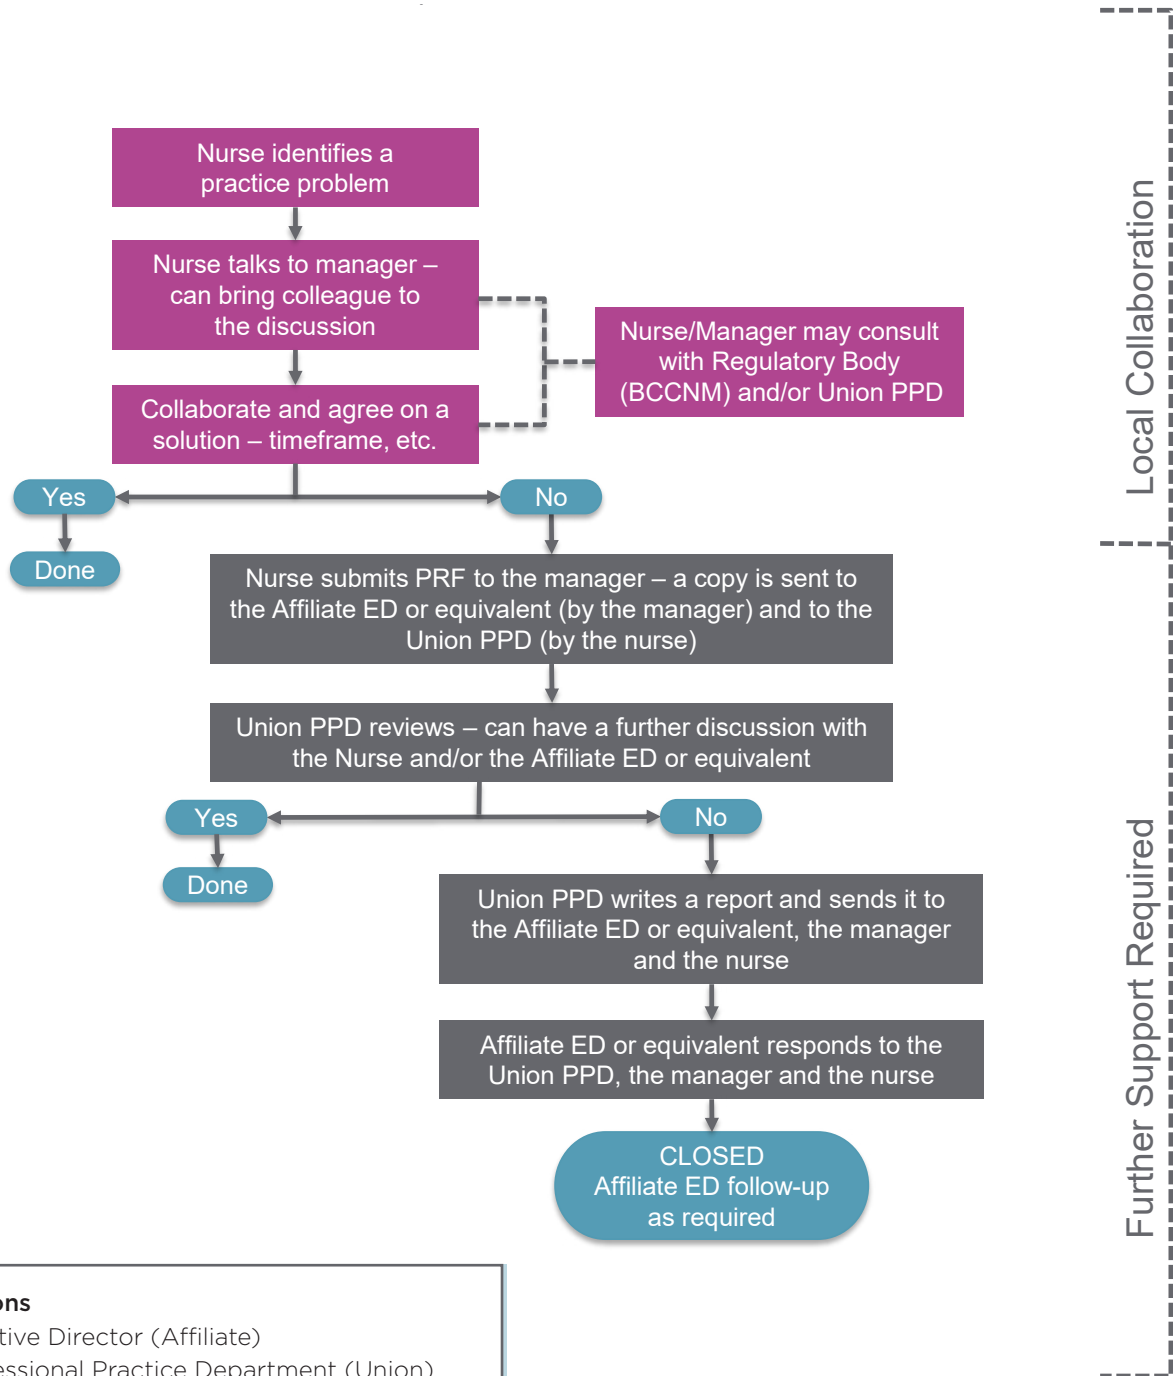 Nurse identifies a
practice problem
Nurse talks to manager –
can bring colleague to
the discussion
Nurse/Manager may consult
with Regulatory Body
(BCCNM) and/or Union PPD
Collaborate and agree on a
solution – timeframe, etc.
Yes
No
Done
Nurse submits PRF to the manager – a copy is sent to
the Affiliate ED or equivalent (by the manager) and to the
Union PPD (by the nurse)
Union PPD reviews – can have a further discussion with
the Nurse and/or the Affiliate ED or equivalent
Yes
No
Done
Union PPD writes a report and sends it to
the Affiliate ED or equivalent, the manager
and the nurse
Affiliate ED or equivalent responds to the
Union PPD, the manager and the nurse
CLOSED
Affiliate ED follow-up
as required
Local Collaboration
Further Support Required
ons
tive Director (Affiliate)
essional Practice Department (Union)